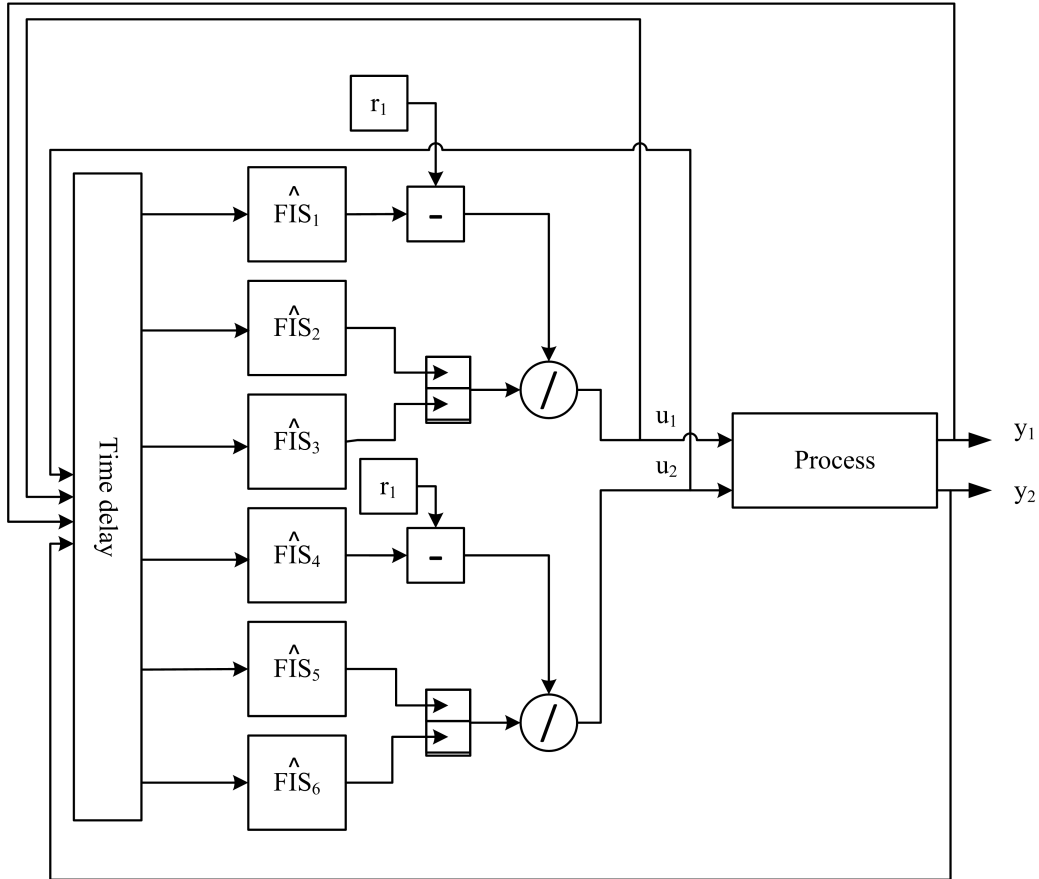 r₁
^
FIS₁
-
^
FIS₂
/
^
FIS₃
u₁
y₁
Process
r₁
u₂
y₂
Time delay
^
FIS₄
-
^
FIS₅
/
^
FIS₆